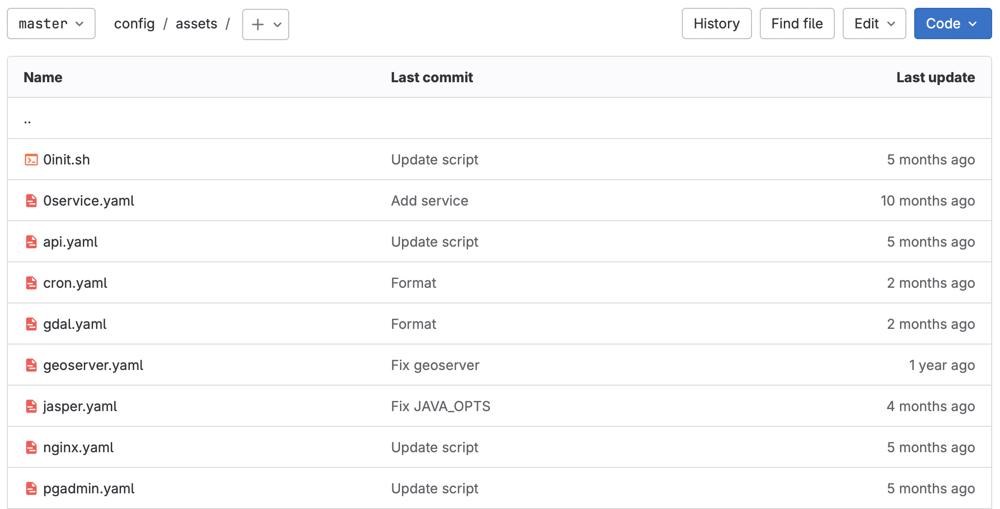 master config / assets / + History Find file Edit Code
Name Last commit Last update
..
0init.sh Update script 5 months ago
0service.yaml Add service 10 months ago
api.yaml Update script 5 months ago
cron.yaml Format 2 months ago
gdal.yaml Format 2 months ago
geoserver.yaml Fix geoserver 1 year ago
jasper.yaml Fix JAVA_OPTS 4 months ago
nginx.yaml Update script 5 months ago
pgadmin.yaml Update script 5 months ago